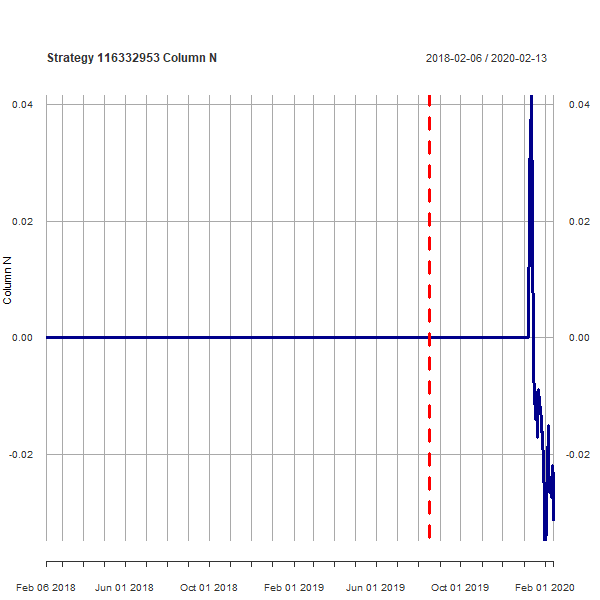 Strategy 116332953 Column N
2018-02-06 / 2020-02-13
0.04
0.04
0.02
0.02
0.00
0.00
-0.02
-0.02
Column N
Feb 06 2018
Jun 01 2018
Oct 01 2018
Feb 01 2019
Jun 01 2019
Oct 01 2019
Feb 01 2020